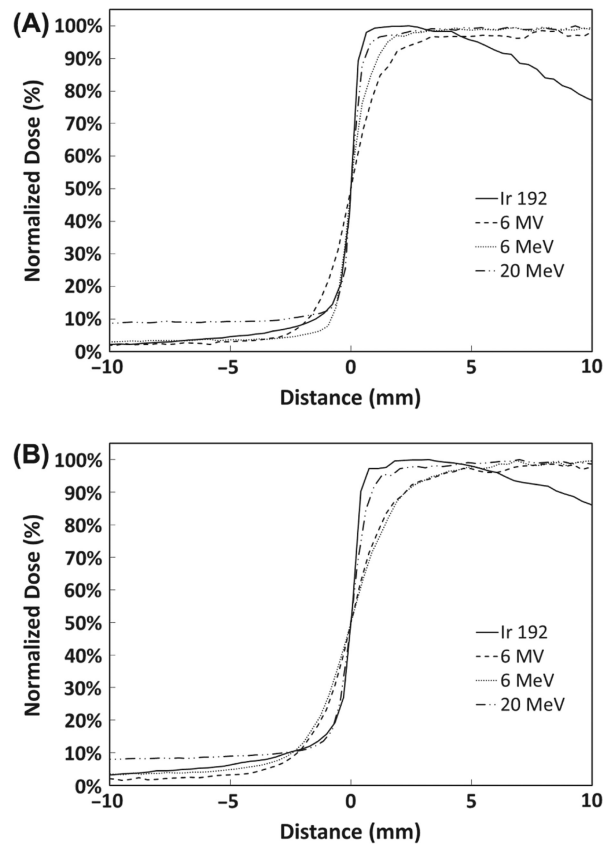 (A)
100%
90%
80%
70%
60%
50%
40%
30%
20%
10%
0%
Normalized Dose (%)
Ir 192
6 MV
6 MeV
20 MeV
−10
−5
0
5
10
Distance (mm)
(B)
100%
90%
80%
70%
60%
50%
40%
30%
20%
10%
0%
Normalized Dose (%)
Ir 192
6 MV
6 MeV
20 MeV
−10
−5
0
5
10
Distance (mm)